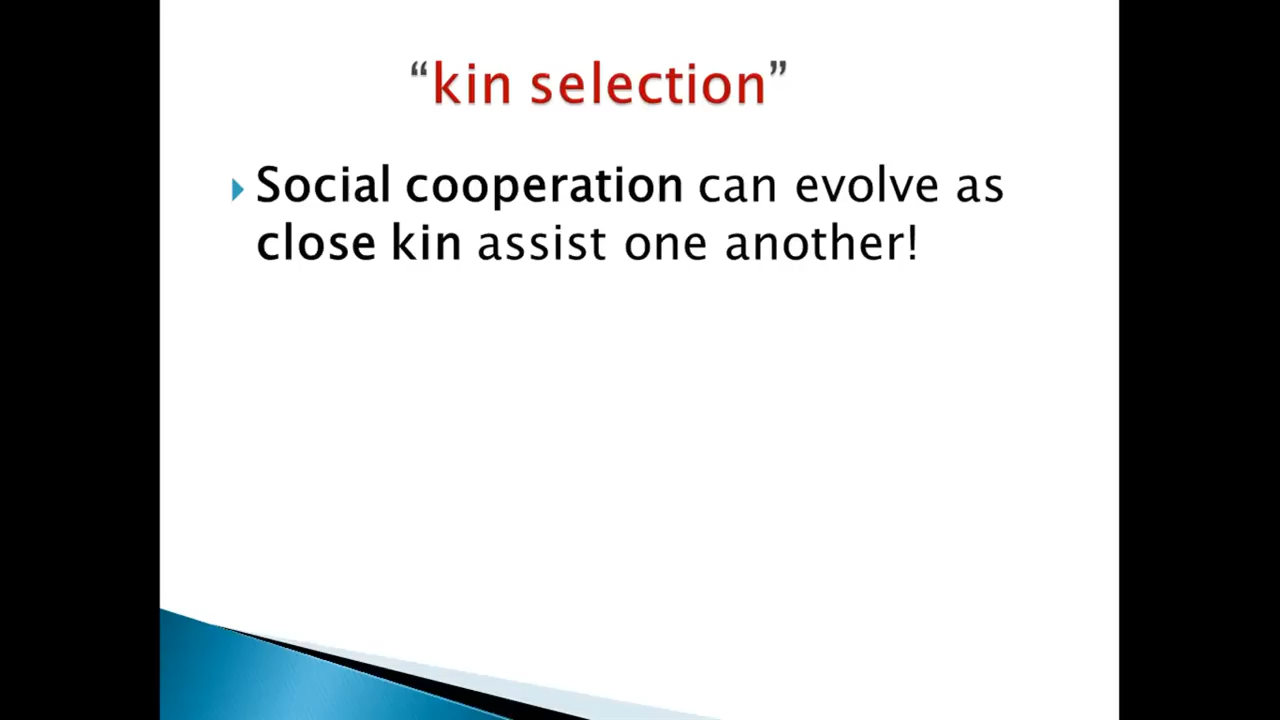 “kin selection”
Social cooperation can evolve as
close kin assist one another!